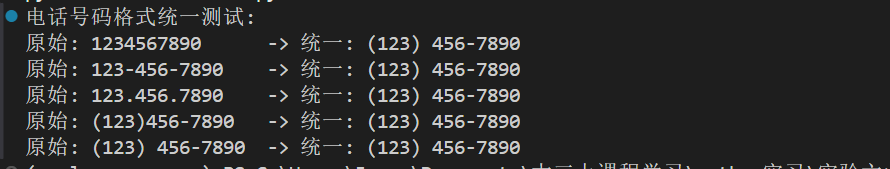 电话号码格式统一测试:
原始: 1234567890      -> 统一: (123) 456-7890
原始: 123-456-7890    -> 统一: (123) 456-7890
原始: 123.456.7890    -> 统一: (123) 456-7890
原始: (123)456-7890   -> 统一: (123) 456-7890
原始: (123) 456-7890  -> 统一: (123) 456-7890